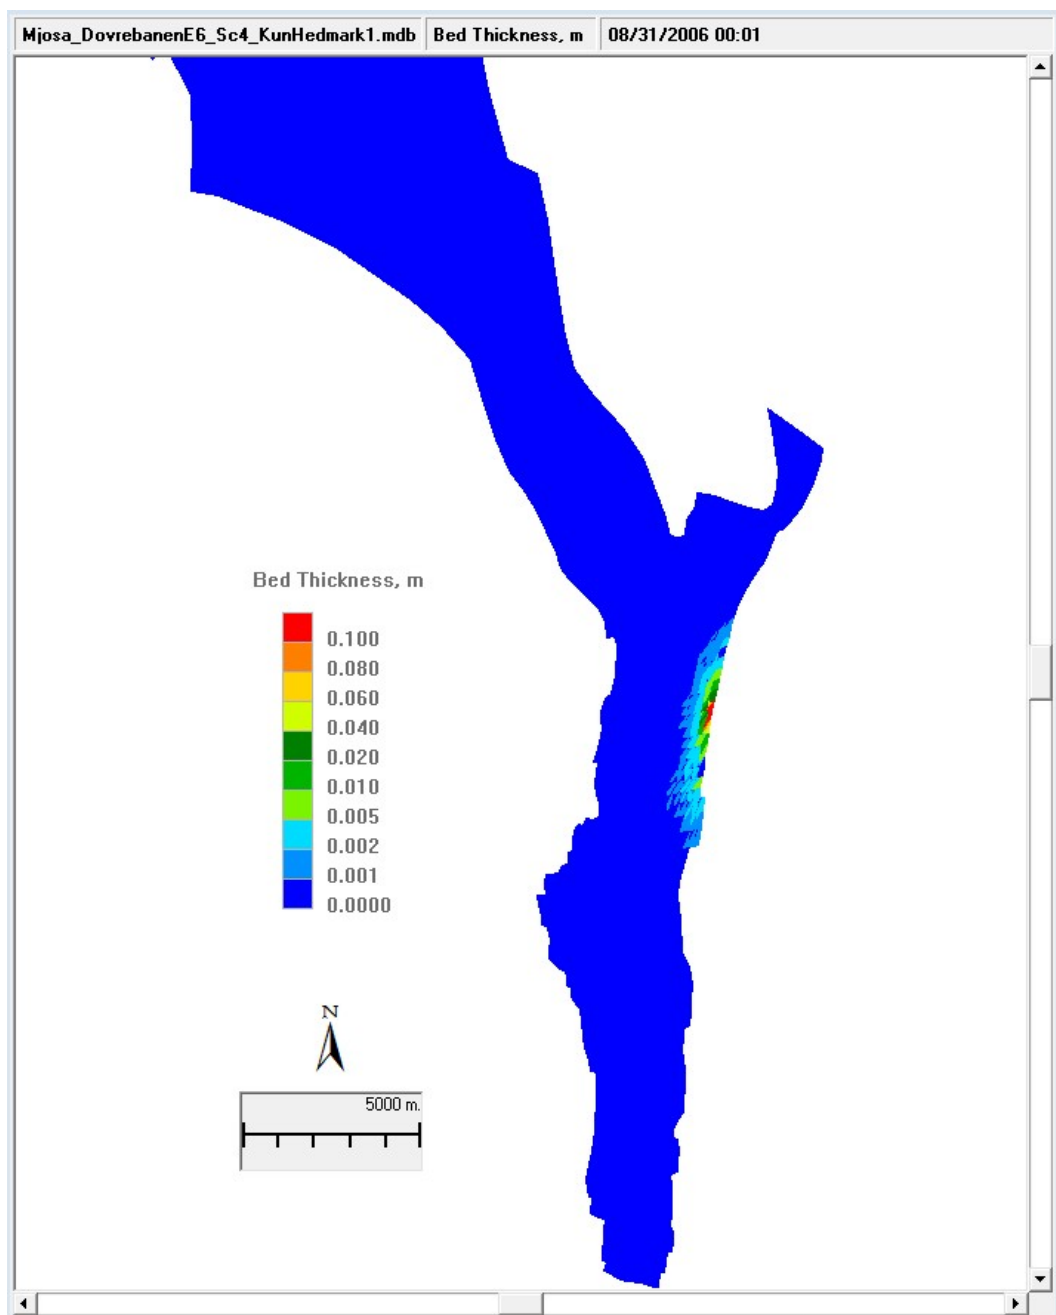 Mjosa_DovrebanenE6_Sc4_KunHedmark1.mdb Bed Thickness, m 08/31/2006 00:01
Bed Thickness, m
0.100
0.080
0.060
0.040
0.020
0.010
0.005
0.002
0.001
0.0000
N
5000 m.